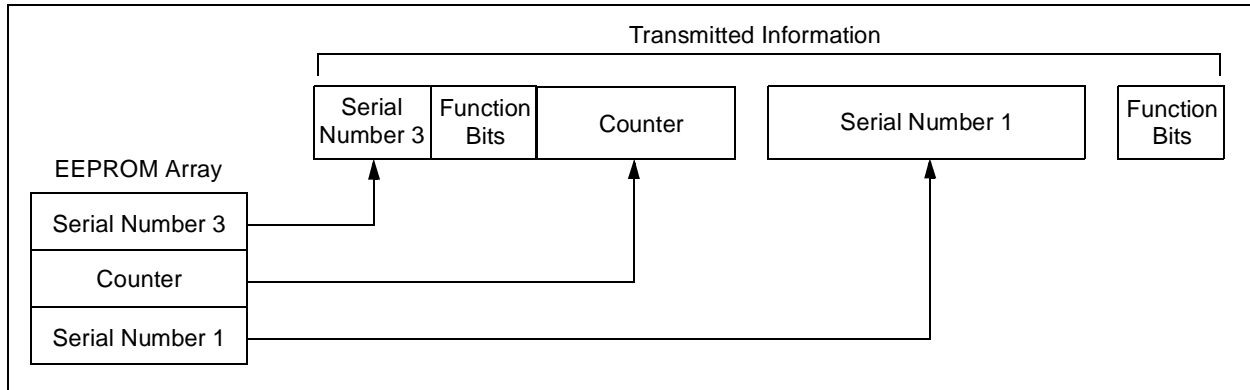 Transmitted Information
Serial
Number 3
Function
Bits
Counter
Serial Number 1
Function
Bits
EEPROM Array
Serial Number 3
Counter
Serial Number 1